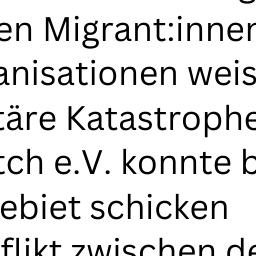 en Migrant:innen
anisationen weis
täre Katastrophe
tch e.V. konnte b
ebiet schicken
flikt zwischen de